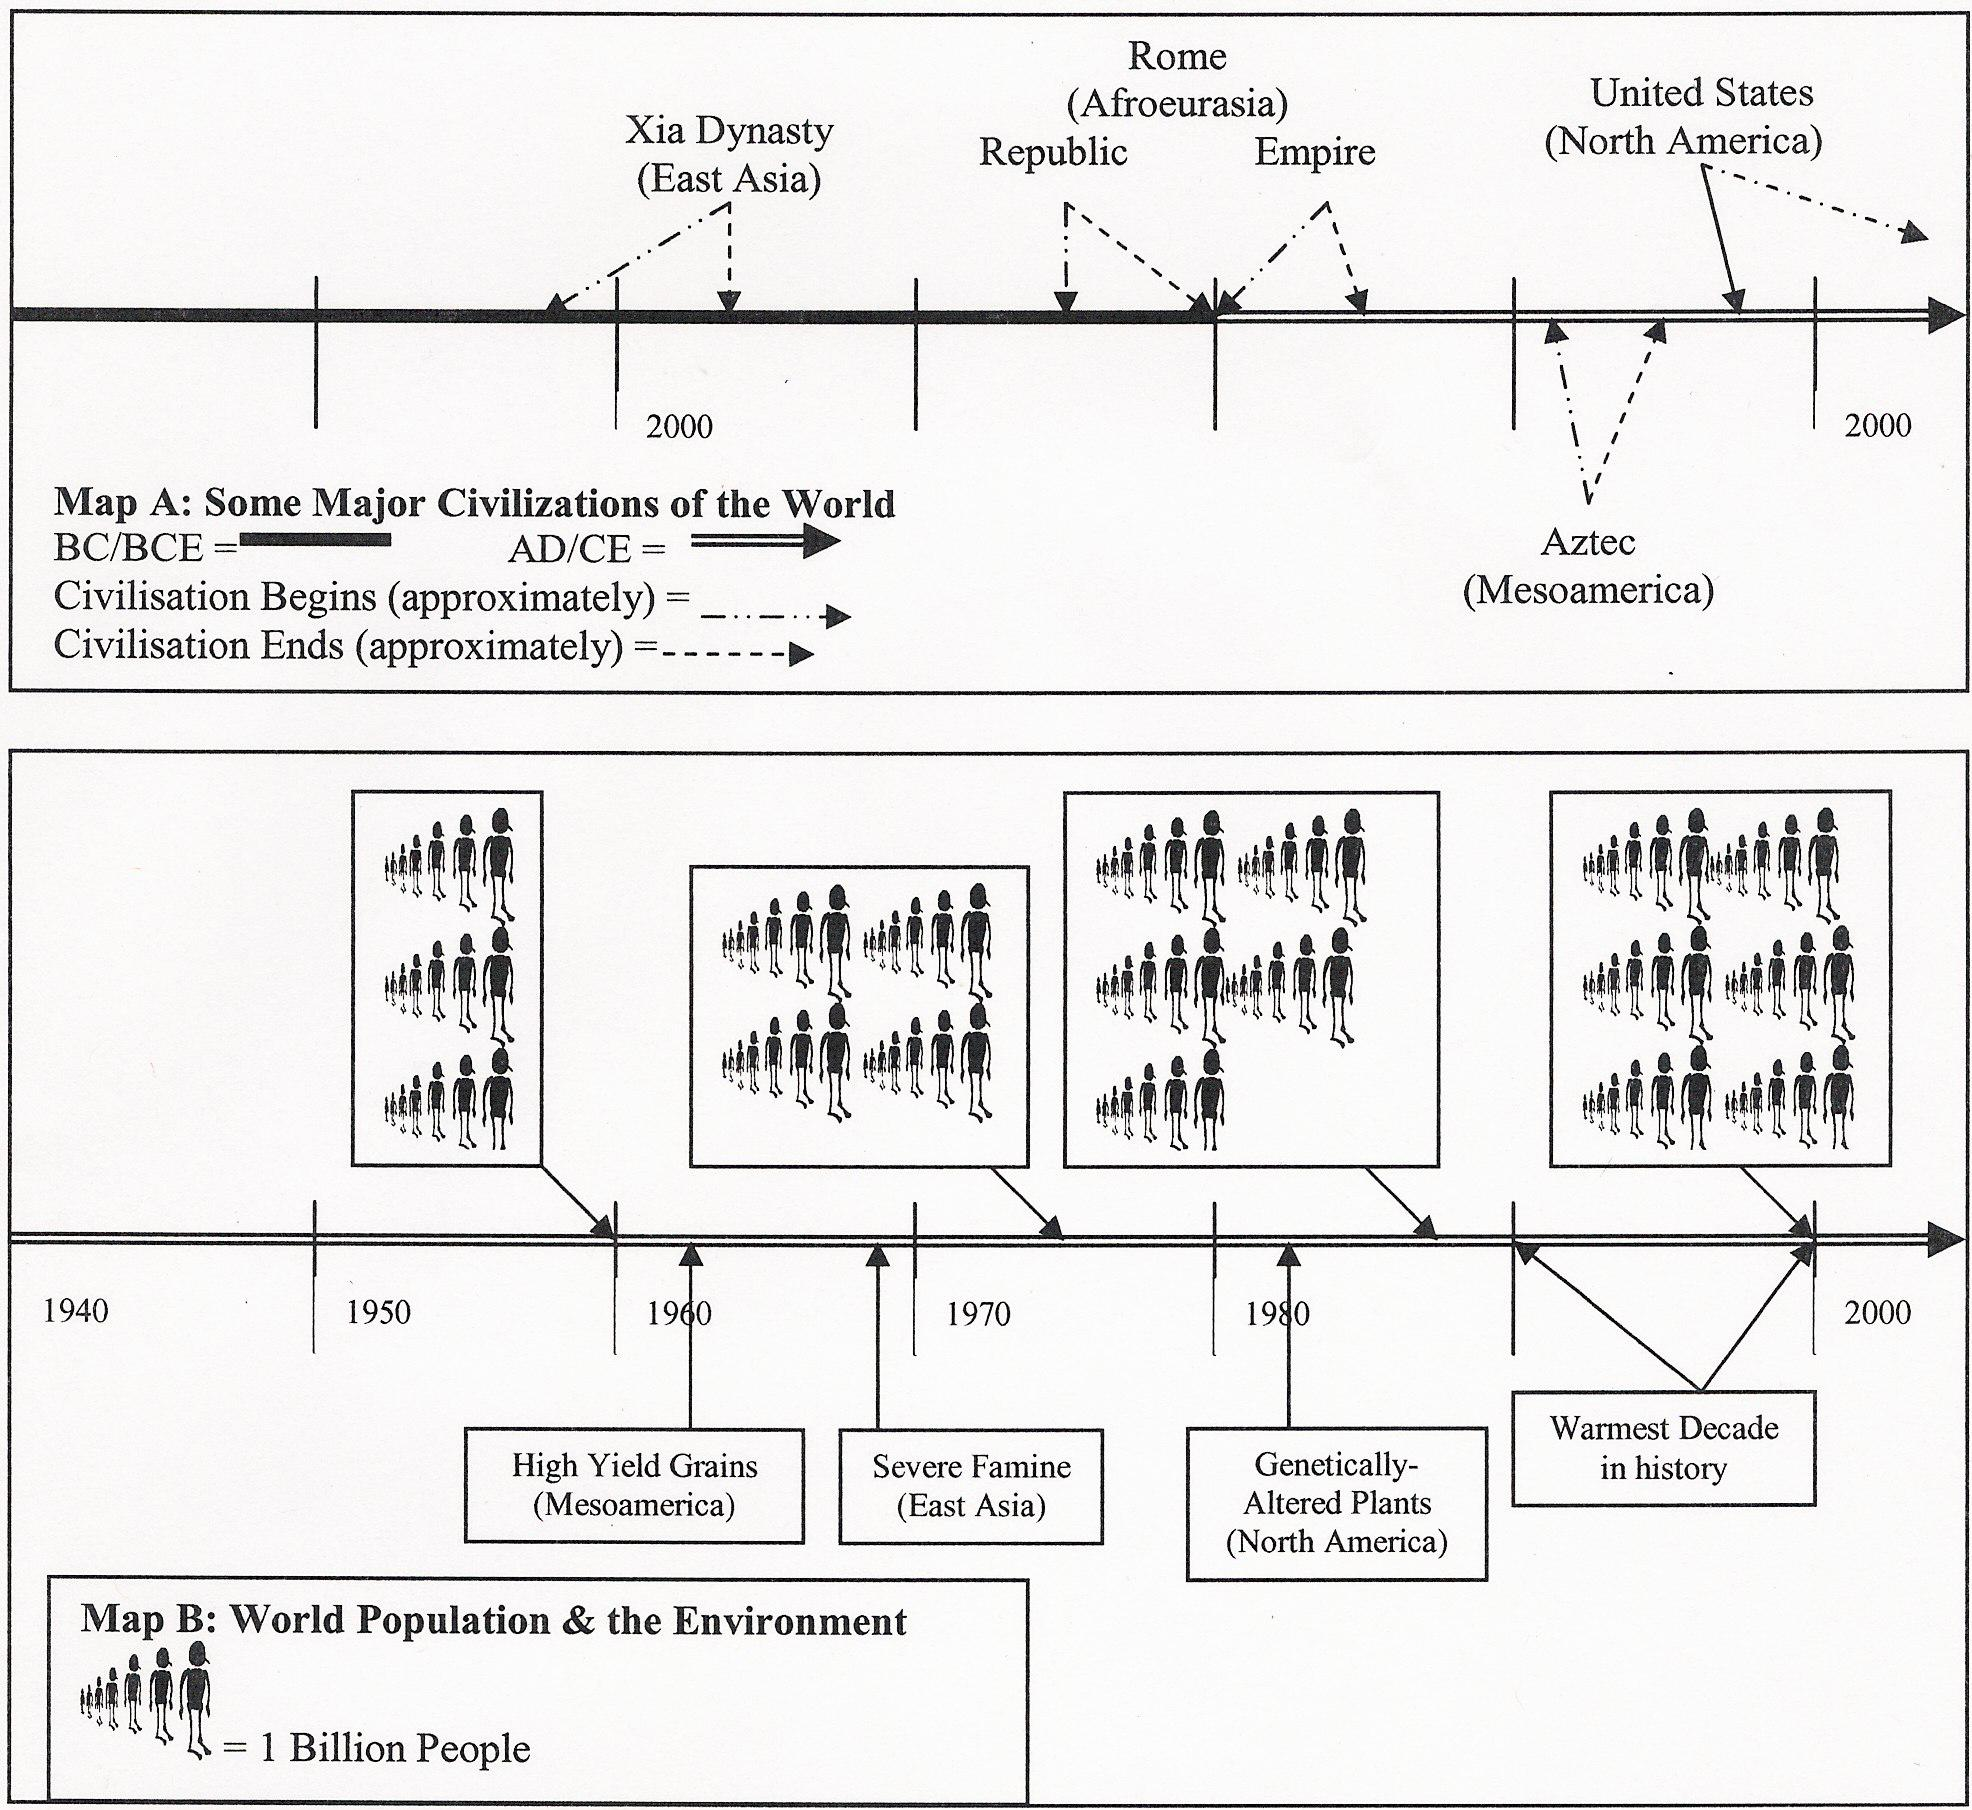 Rome
(Afroeurasia)
Republic Empire
Xia Dynasty
(East Asia)
United States
(North America)
2000
2000
Map A: Some Major Civilizations of the World
BC/BCE = AD/CE =
Civilisation Begins (approximately) =
Civilisation Ends (approximately) =
Aztec
(Mesoamerica)
1940 1950 1960 1970 1980 2000
High Yield Grains
(Mesoamerica)
Severe Famine
(East Asia)
Genetically-
Altered Plants
(North America)
Warmest Decade
in history
Map B: World Population & the Environment
= 1 Billion People